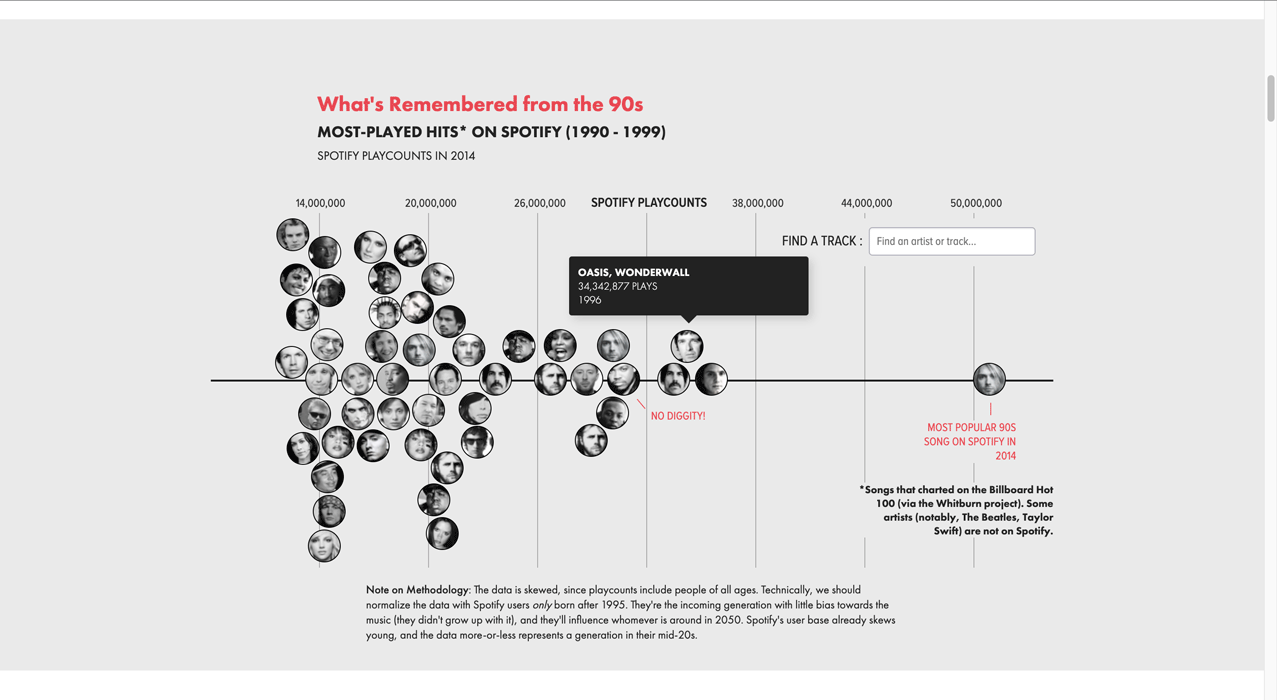 What's Remembered from the 90s
MOST-PLAYED HITS* ON SPOTIFY (1990 - 1999)
SPOTIFY PLAYCOUNTS IN 2014
14,000,000 20,000,000 26,000,000 SPOTIFY PLAYCOUNTS 38,000,000 44,000,000 50,000,000
FIND A TRACK : Find an artist or track...
OASIS, WONDERWALL
34,342,877 PLAYS
1996
NO DIGGITY!
MOST POPULAR 90S
SONG ON SPOTIFY IN
2014
*Songs that charted on the Billboard Hot
100 (via the Whitburn project). Some
artists (notably, The Beatles, Taylor
Swift) are not on Spotify.
Note on Methodology: The data is skewed, since playcounts include people of all ages. Technically, we should
normalize the data with Spotify users only born after 1995. They're the incoming generation with little bias towards the
music (they didn't grow up with it), and they'll influence whomever is around in 2050. Spotify's user base already skews
young, and the data more-or-less represents a generation in their mid-20s.